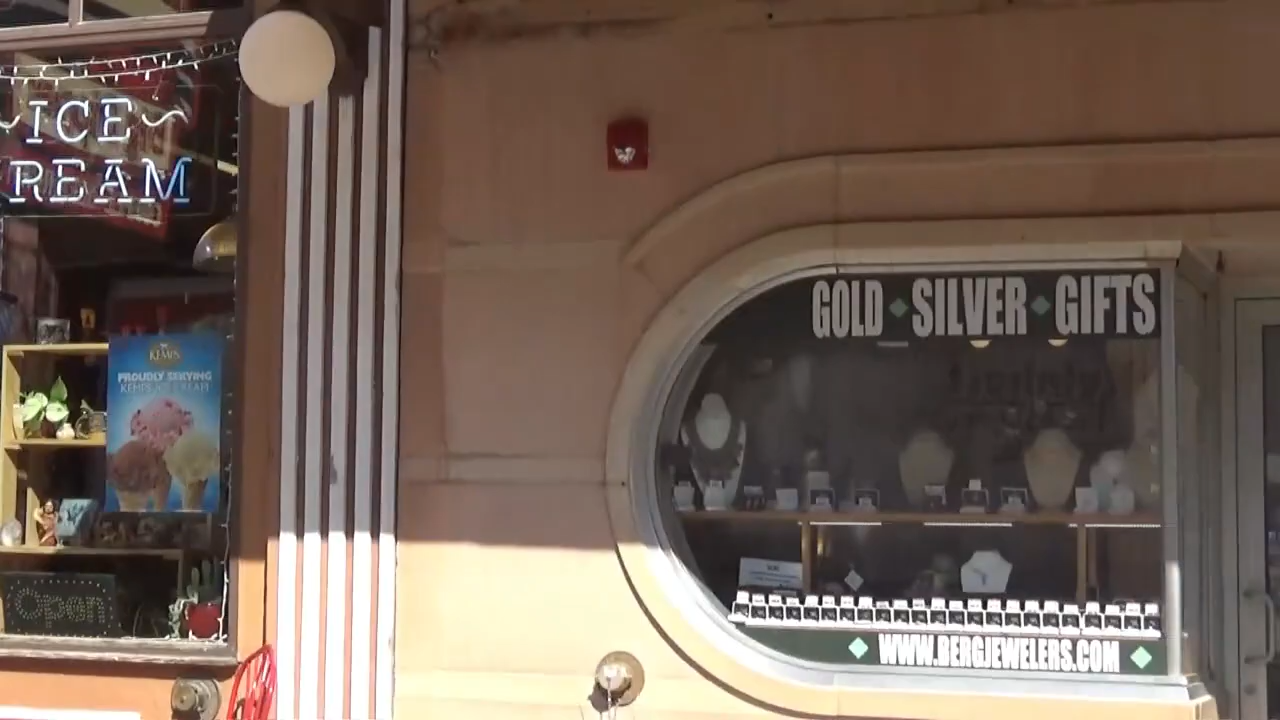 ICE
REAM
KEMPS
PROUDLY SERVING
KEMPS ICE CREAM!
Open
GOLD SILVER GIFTS
WWW.BERGJEWELERS.COM